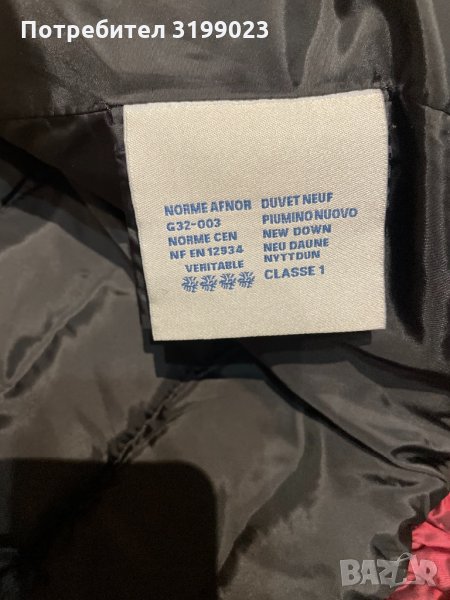 Потребител 3199023
NORME AFNOR
G32-003
NORME CEN
NF EN 12934
VERITABLE
DUVET NEUF
PIUMINO NUOVO
NEW DOWN
NEU DAUNE
NYTTDUN
CLASSE 1
BAZAR